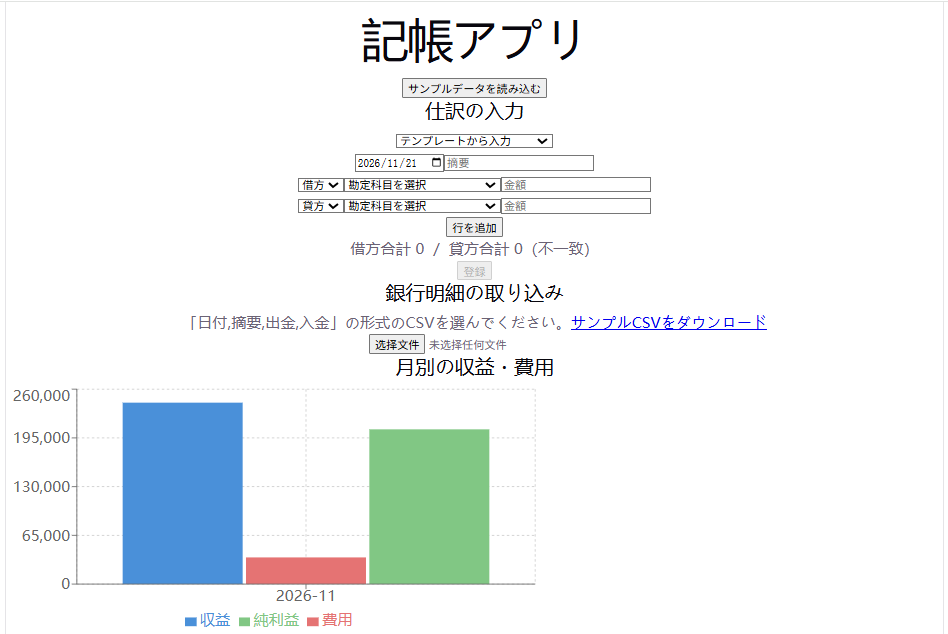 記帳アプリ
サンプルデータを読み込む
仕訳の入力
テンプレートから入力
2026/11/21 摘要
借方 勘定科目を選択 金額
貸方 勘定科目を選択 金額
行を追加
借方合計 0 / 貸方合計 0 (不一致)
登録
銀行明細の取り込み
「日付,摘要,出金,入金」の形式のCSVを選んでください。サンプルCSVをダウンロード
选择文件 未选择任何文件
月別の収益・費用
260,000
195,000
130,000
65,000
0
2026-11
収益 純利益 費用